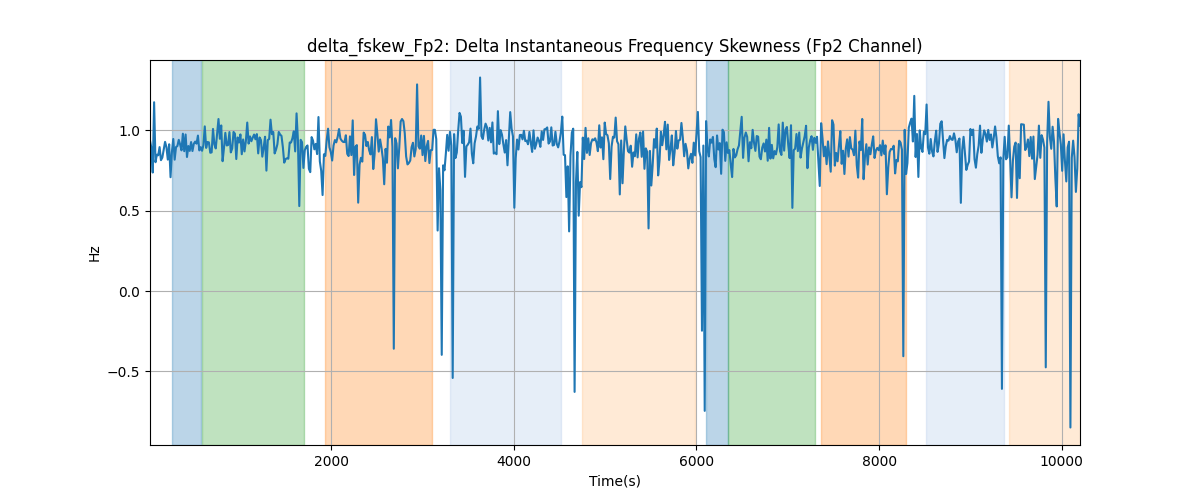 delta_fskew_Fp2: Delta Instantaneous Frequency Skewness (Fp2 Channel)
Hz
1.0
0.5
0.0
−0.5
2000 4000 6000 8000 10000
Time(s)